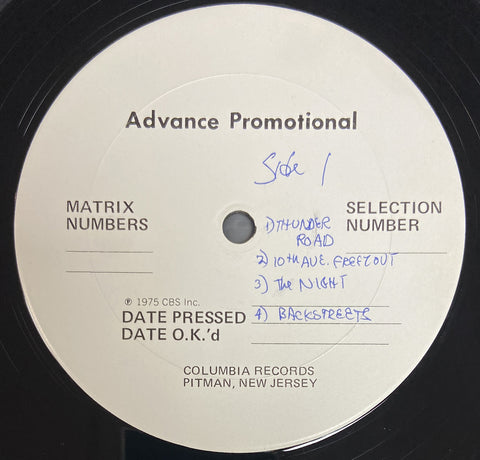 Advance Promotional
Side 1
MATRIX
NUMBERS
SELECTION
NUMBER
1) THUNDER
ROAD
2) 10th AVE. FREEZOUT
3) The NIGHT
4) BACKSTREETS
℗ 1975 CBS Inc.
DATE PRESSED
DATE O.K.'d
COLUMBIA RECORDS
PITMAN, NEW JERSEY